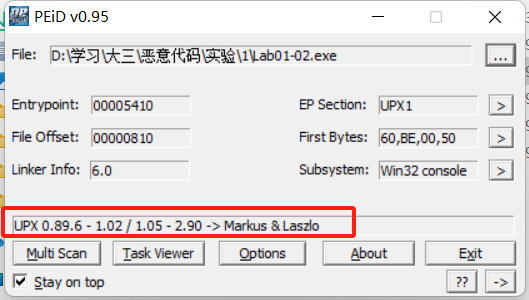 PEiD v0.95
File: D:\学习\大三\恶意代码\实验\1\Lab01-02.exe ...
Entrypoint: 00005410 EP Section: UPX1 >
File Offset: 00000810 First Bytes: 60,BE,00,50 >
Linker Info: 6.0 Subsystem: Win32 console >
UPX 0.89.6 - 1.02 / 1.05 - 2.90 -> Markus & Laszlo
Multi Scan Task Viewer Options About Exit
Stay on top ?? ->